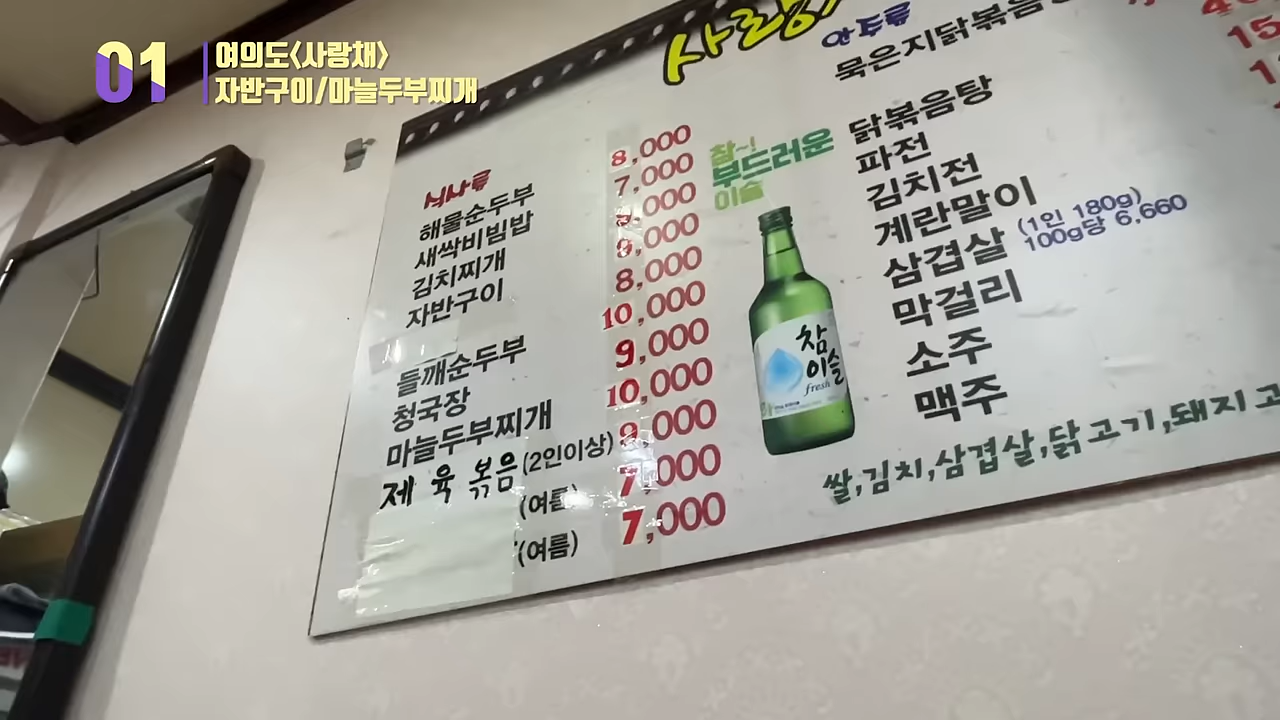 01
여의도<사랑채>
자반구이/마늘두부찌개
식사류
해물순두부
새싹비빔밥
김치찌개
자반구이
들깨순두부
청국장
마늘두부찌개
제육볶음(2인이상)
(여름)
(여름)
8,000
7,000
,000
9,000
8,000
10,000
9,000
10,000
9,000
7,000
7,000
참~!
부드러운
이슬
참
이슬
fresh
사랑
안주류
묵은지닭볶음
닭볶음탕
파전
김치전
계란말이
삼겹살 (1인 180g)
100g당 6,660
막걸리
소주
맥주
쌀,김치,삼겹살,닭고기,돼지고